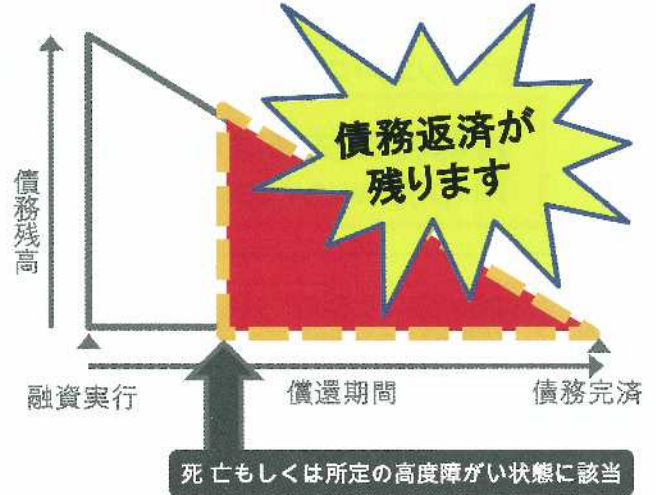 債務返済が
残ります
債務残高
融資実行
償還期間
債務完済
死亡もしくは所定の高度障がい状態に該当